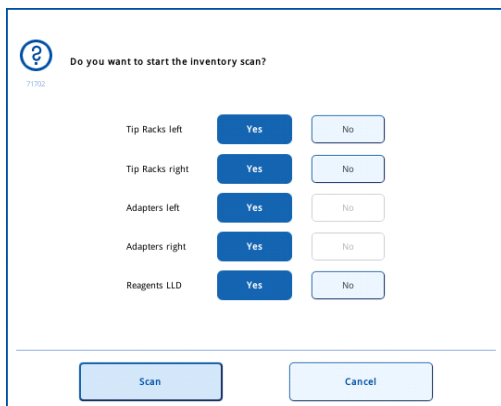 Do you want to start the inventory scan?
71702
Tip Racks left Yes No
Tip Racks right Yes No
Adapters left Yes No
Adapters right Yes No
Reagents LLD Yes No
Scan Cancel